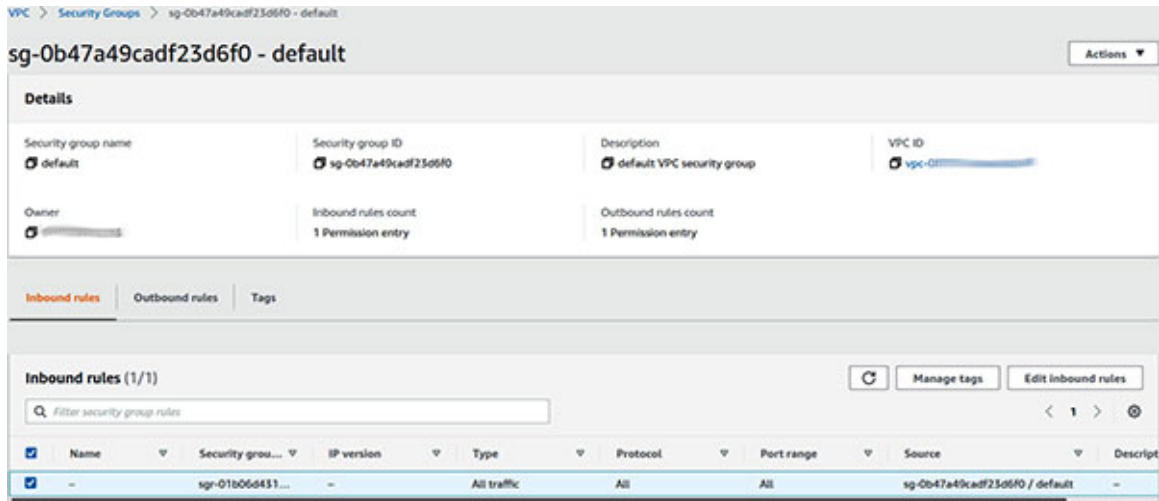 VPC > Security Groups > sg-0b47a49cadf23d6f0 - default
sg-0b47a49cadf23d6f0 - default
Actions
Details
Security group name Security group ID Description VPC ID
default sg-0b47a49cadf23d6f0 default VPC security group
Owner Inbound rules count Outbound rules count
1 Permission entry 1 Permission entry
Inbound rules Outbound rules Tags
Inbound rules (1/1) Manage tags Edit inbound rules
Filter security group rules < 1 >
Name Security grou... IP version Type Protocol Port range Source Descript
- sgr-01b06d431... - All traffic All All sg-0b47a49cadf23d6f0 / default -